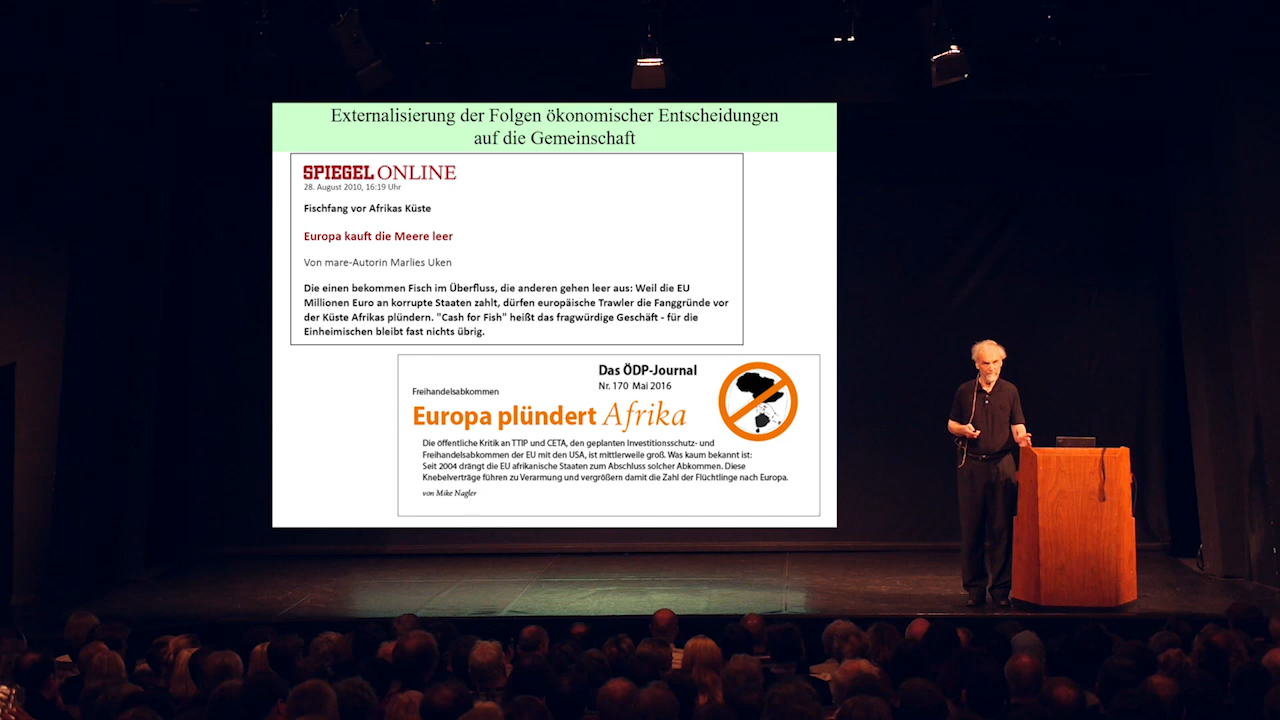 Externalisierung der Folgen ökonomischer Entscheidungen
auf die Gemeinschaft
SPIEGEL ONLINE
28. August 2010, 16:19 Uhr
Fischfang vor Afrikas Küste
Europa kauft die Meere leer
Von mare-Autorin Marlies Uken
Die einen bekommen Fisch im Überfluss, die anderen gehen leer aus: Weil die EU
Millionen Euro an korrupte Staaten zahlt, dürfen europäische Trawler die Fanggründe vor
der Küste Afrikas plündern. "Cash for Fish" heißt das fragwürdige Geschäft - für die
Einheimischen bleibt fast nichts übrig.
Das ÖDP-Journal
Nr. 170 Mai 2016
Freihandelsabkommen
Europa plündert Afrika
Die öffentliche Kritik an TTIP und CETA, den geplanten Investitionsschutz- und
Freihandelsabkommen der EU mit den USA, ist mittlerweile groß. Was kaum bekannt ist:
Seit 2004 drängt die EU afrikanische Staaten zum Abschluss solcher Abkommen. Diese
Knebelverträge führen zu Verarmung und vergrößern damit die Zahl der Flüchtlinge nach Europa.
von Mike Nagler